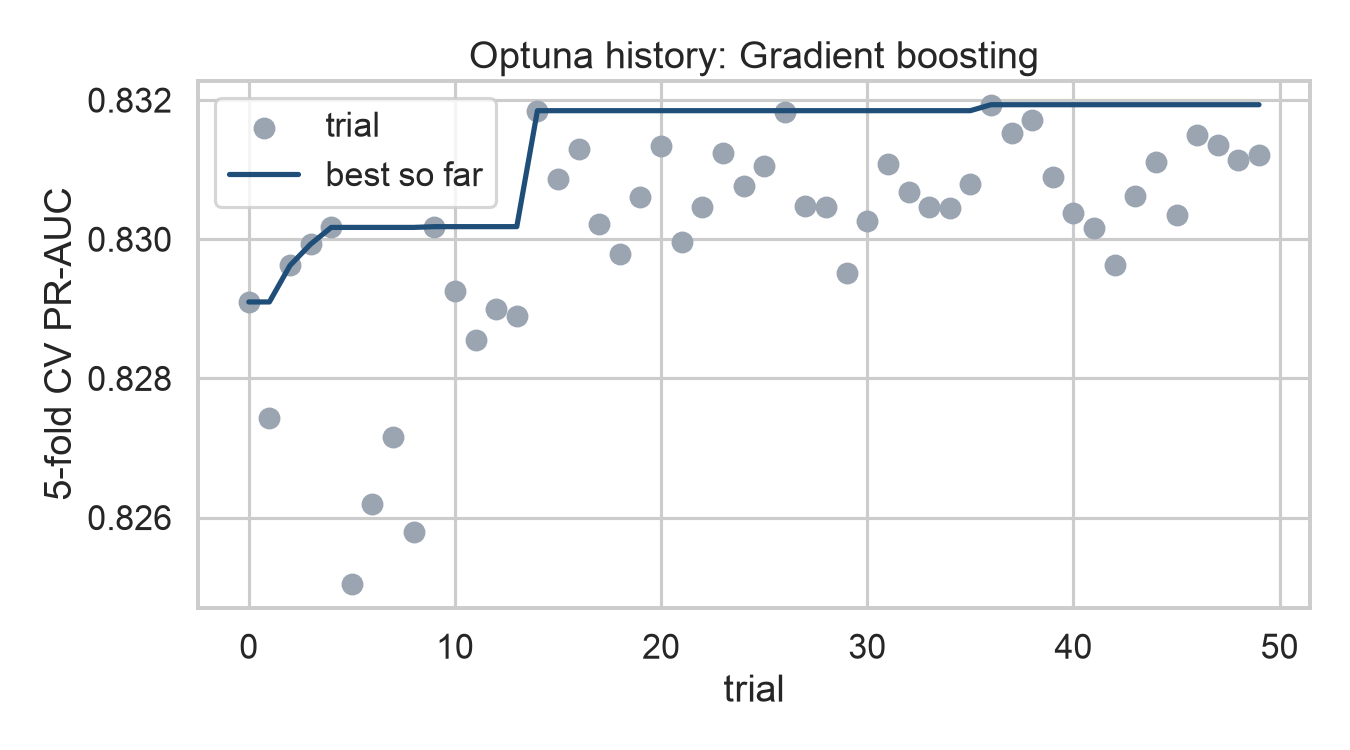 Optuna history: Gradient boosting
trial
best so far
5-fold CV PR-AUC
0.832
0.830
0.828
0.826
0 10 20 30 40 50
trial